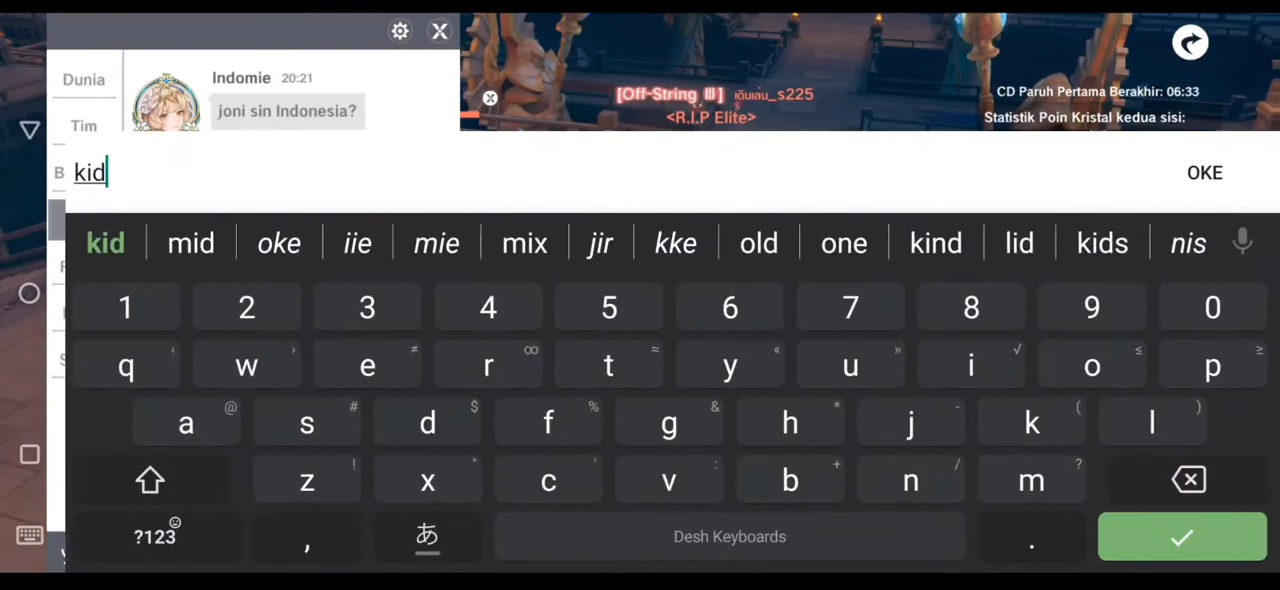 Dunia
Indomie 20:21
joni sin Indonesia?
Tim
[Off-String Ⅲ] เดินเล่น_s225
<R.I.P Elite>
CD Paruh Pertama Berakhir: 06:33
Statistik Poin Kristal kedua sisi:
B
kid
OKE
kid mid oke iie mie mix jir kke old one kind lid kids nis
1 2 3 4 5 6 7 8 9 0
q ‹ w › e ≠ r ∞ t ≈ y « u » i √ o ≤ p ≥
a @ s # d $ f % g & h * j - k ( l )
z ! x " c ' v : b + n / m ?
?123 , あ Desh Keyboards .